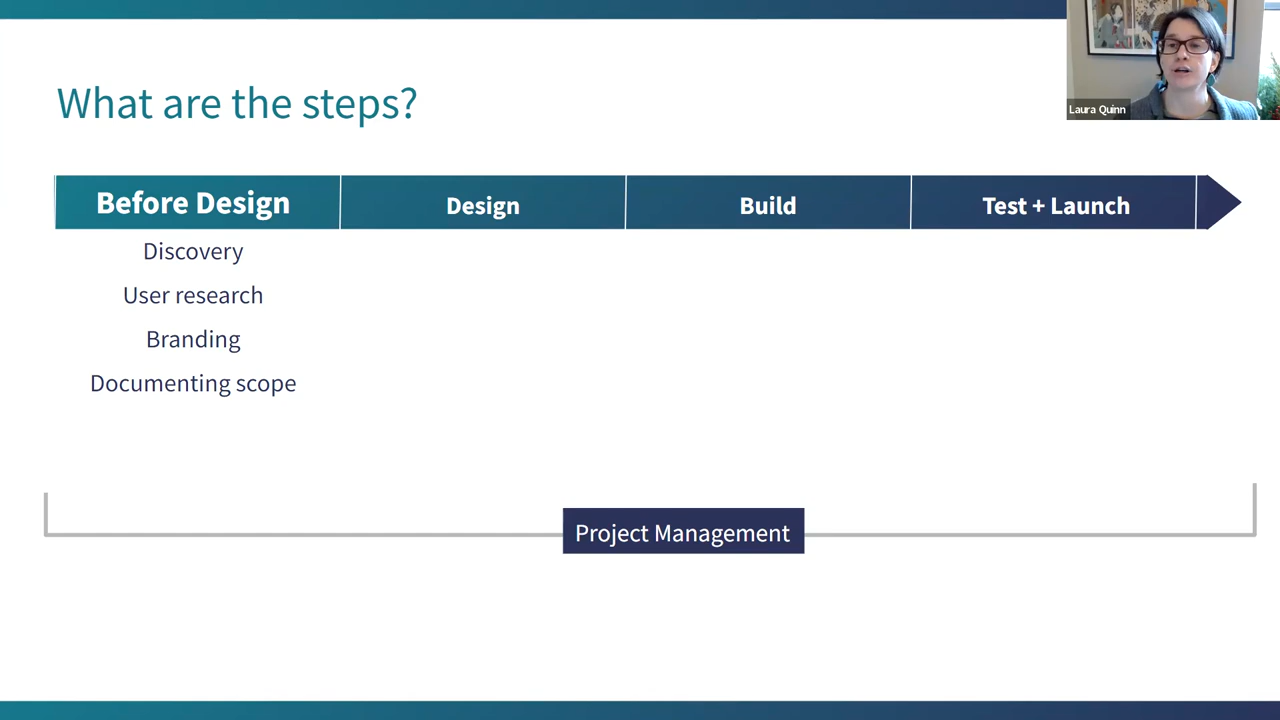 What are the steps?
Laura Quinn
Before Design
Design
Build
Test + Launch
Discovery
User research
Branding
Documenting scope
Project Management